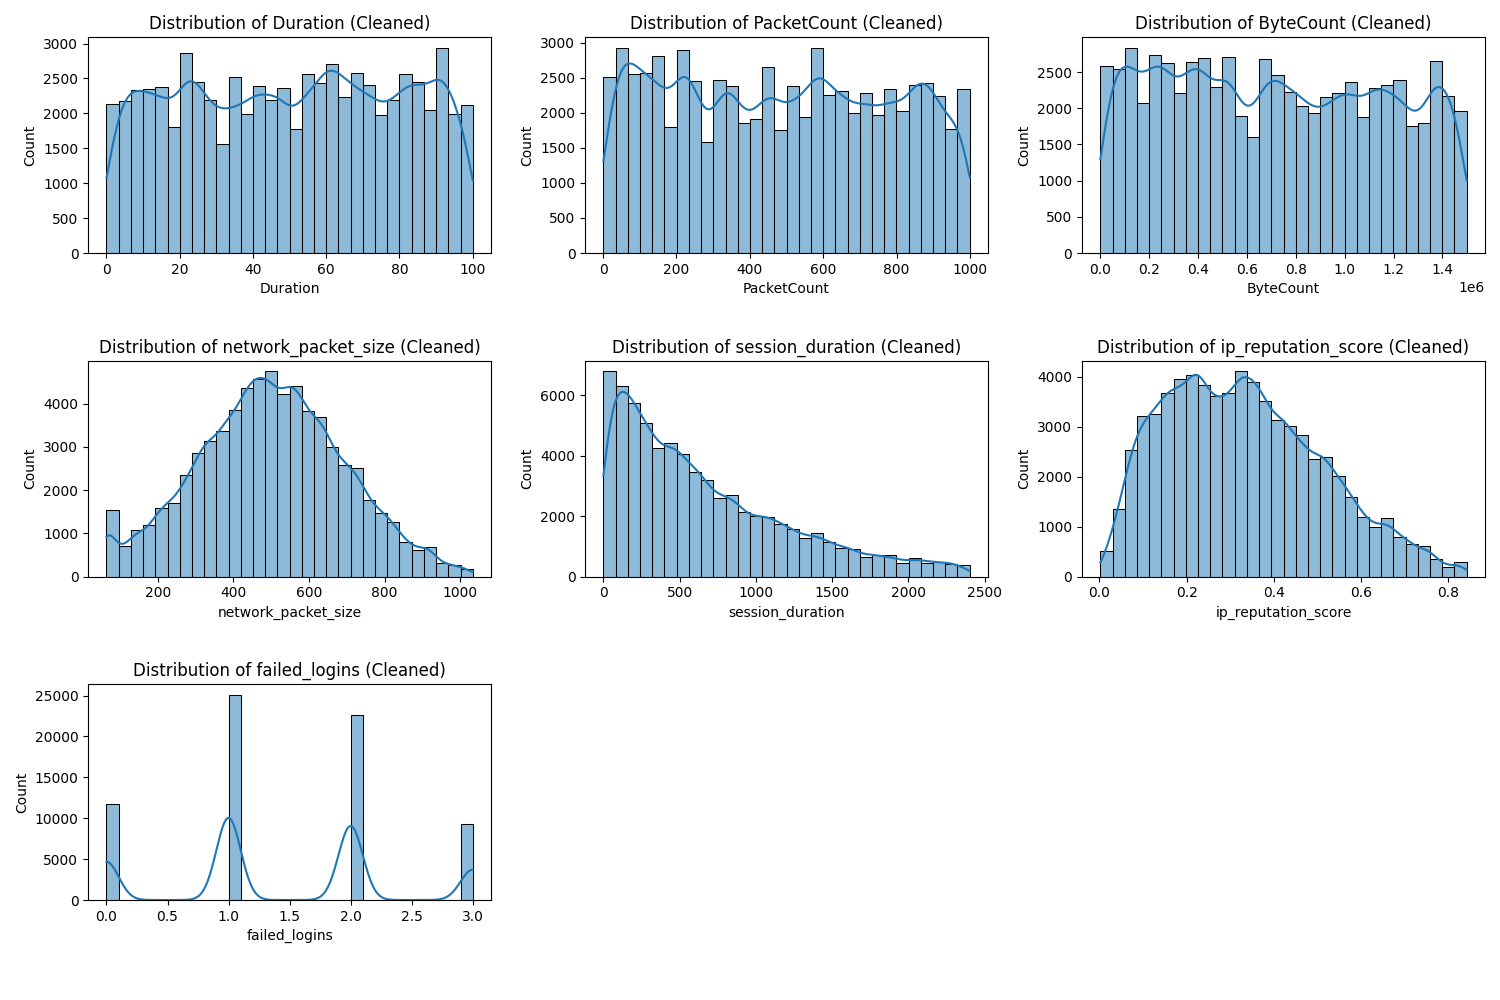 Distribution of Duration (Cleaned)
3000
2500
2000
1500
1000
500
0
Count
0 20 40 60 80 100
Duration
Distribution of PacketCount (Cleaned)
3000
2500
2000
1500
1000
500
0
Count
0 200 400 600 800 1000
PacketCount
Distribution of ByteCount (Cleaned)
2500
2000
1500
1000
500
0
Count
0.0 0.2 0.4 0.6 0.8 1.0 1.2 1.4
1e6
ByteCount
Distribution of network_packet_size (Cleaned)
4000
3000
2000
1000
0
Count
200 400 600 800 1000
network_packet_size
Distribution of session_duration (Cleaned)
6000
4000
2000
0
Count
0 500 1000 1500 2000 2500
session_duration
Distribution of ip_reputation_score (Cleaned)
4000
3000
2000
1000
0
Count
0.0 0.2 0.4 0.6 0.8
ip_reputation_score
Distribution of failed_logins (Cleaned)
25000
20000
15000
10000
5000
0
Count
0.0 0.5 1.0 1.5 2.0 2.5 3.0
failed_logins